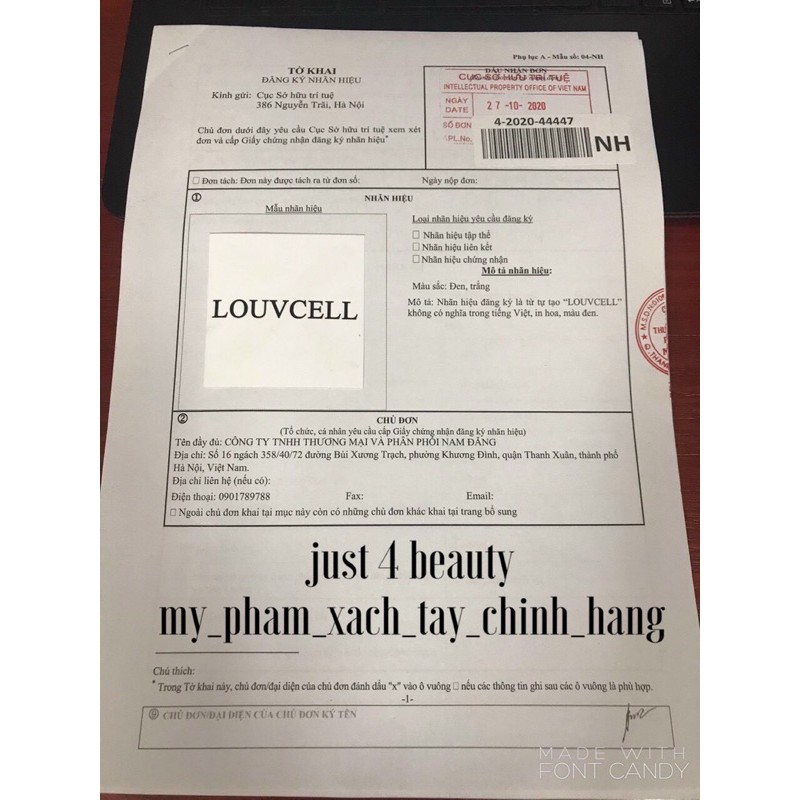 Phụ lục A - Mẫu số: 04-NH
TỜ KHAI
ĐĂNG KÝ NHÃN HIỆU
Kính gửi: Cục Sở hữu trí tuệ
386 Nguyễn Trãi, Hà Nội
Chủ đơn dưới đây yêu cầu Cục Sở hữu trí tuệ xem xét
đơn và cấp Giấy chứng nhận đăng ký nhãn hiệu*
DẤU NHẬN ĐƠN
CỤC SỞ HỮU TRÍ TUỆ
INTELLECTUAL PROPERTY OFFICE OF VIET NAM
NGÀY
DATE
27-10-2020
SỐ ĐƠN
PL.No.
4-2020-44447
NH
☐ Đơn tách: Đơn này được tách ra từ đơn số: Ngày nộp đơn:
① NHÃN HIỆU
Mẫu nhãn hiệu
LOUVCELL
Loại nhãn hiệu yêu cầu đăng ký
☐ Nhãn hiệu tập thể
☐ Nhãn hiệu liên kết
☐ Nhãn hiệu chứng nhận
Mô tả nhãn hiệu:
Màu sắc: Đen, trắng
Mô tả: Nhãn hiệu đăng ký là từ tự tạo “LOUVCELL”
không có nghĩa trong tiếng Việt, in hoa, màu đen.
② CHỦ ĐƠN
(Tổ chức, cá nhân yêu cầu cấp Giấy chứng nhận đăng ký nhãn hiệu)
Tên đầy đủ: CÔNG TY TNHH THƯƠNG MẠI VÀ PHÂN PHỐI NAM ĐĂNG
Địa chỉ: Số 16 ngách 358/40/72 đường Bùi Xương Trạch, phường Khương Đình, quận Thanh Xuân, thành phố
Hà Nội, Việt Nam.
Địa chỉ liên hệ (nếu có):
Điện thoại: 0901789788 Fax: Email:
☐ Ngoài chủ đơn khai tại mục này còn có những chủ đơn khác khai tại trang bổ sung
just 4 beauty
my_pham_xach_tay_chinh_hang
Chú thích:
* Trong Tờ khai này, chủ đơn/đại diện của chủ đơn đánh dấu "x" vào ô vuông ☐ nếu các thông tin ghi sau các ô vuông là phù hợp.
-1-
⑨ CHỦ ĐƠN/ĐẠI DIỆN CỦA CHỦ ĐƠN KÝ TÊN
MADE WITH
FONT CANDY